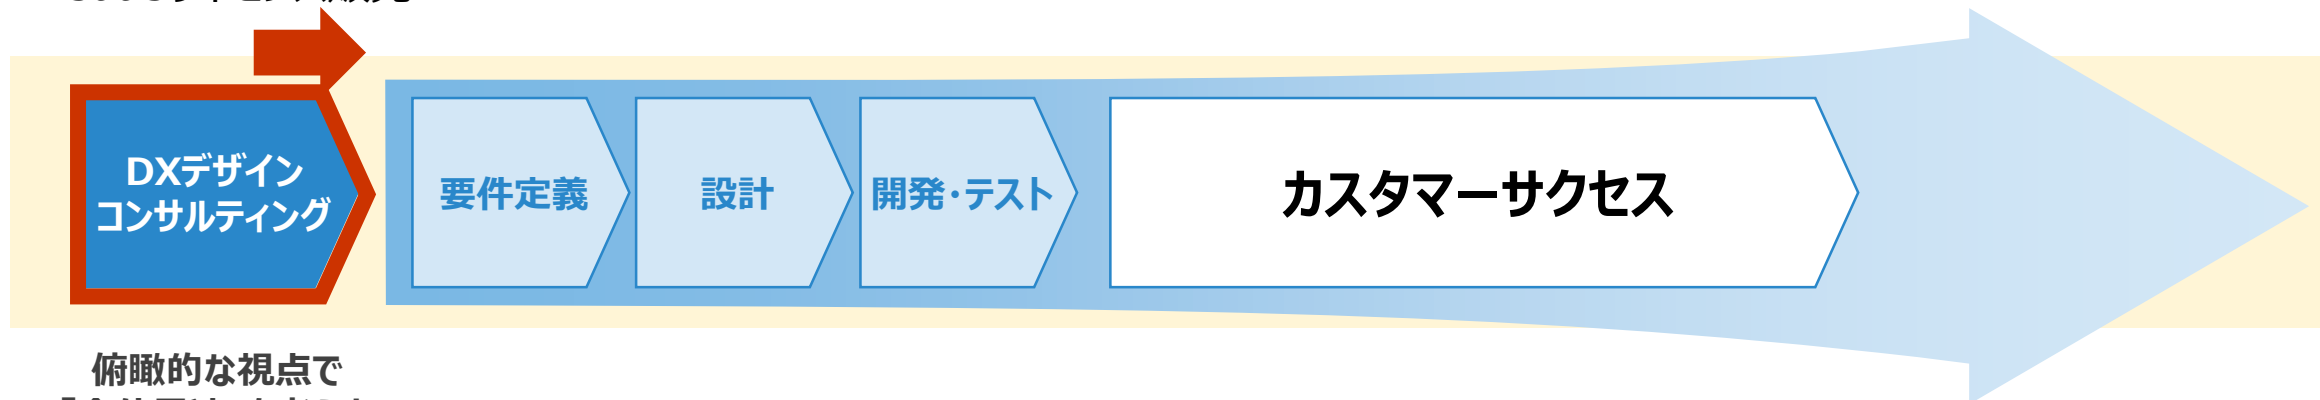 DXデザイン
コンサルティング
要件定義
設計
開発・テスト
カスタマーサクセス
俯瞰的な視点で